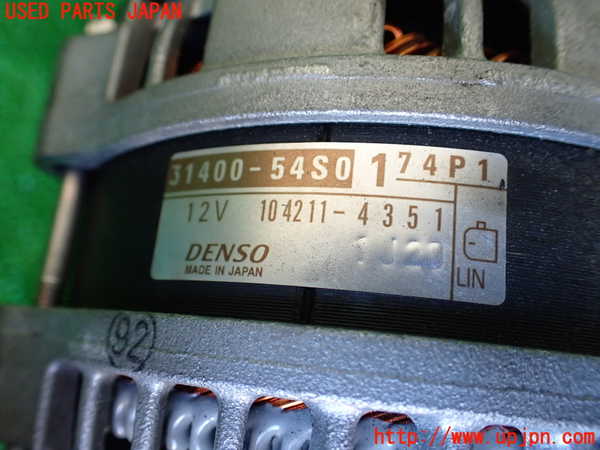 USED PARTS JAPAN
31400-54S0 174P1
12V 104211-4351
DENSO 1J20
MADE IN JAPAN
LIN
92
http://www.upjpn.com